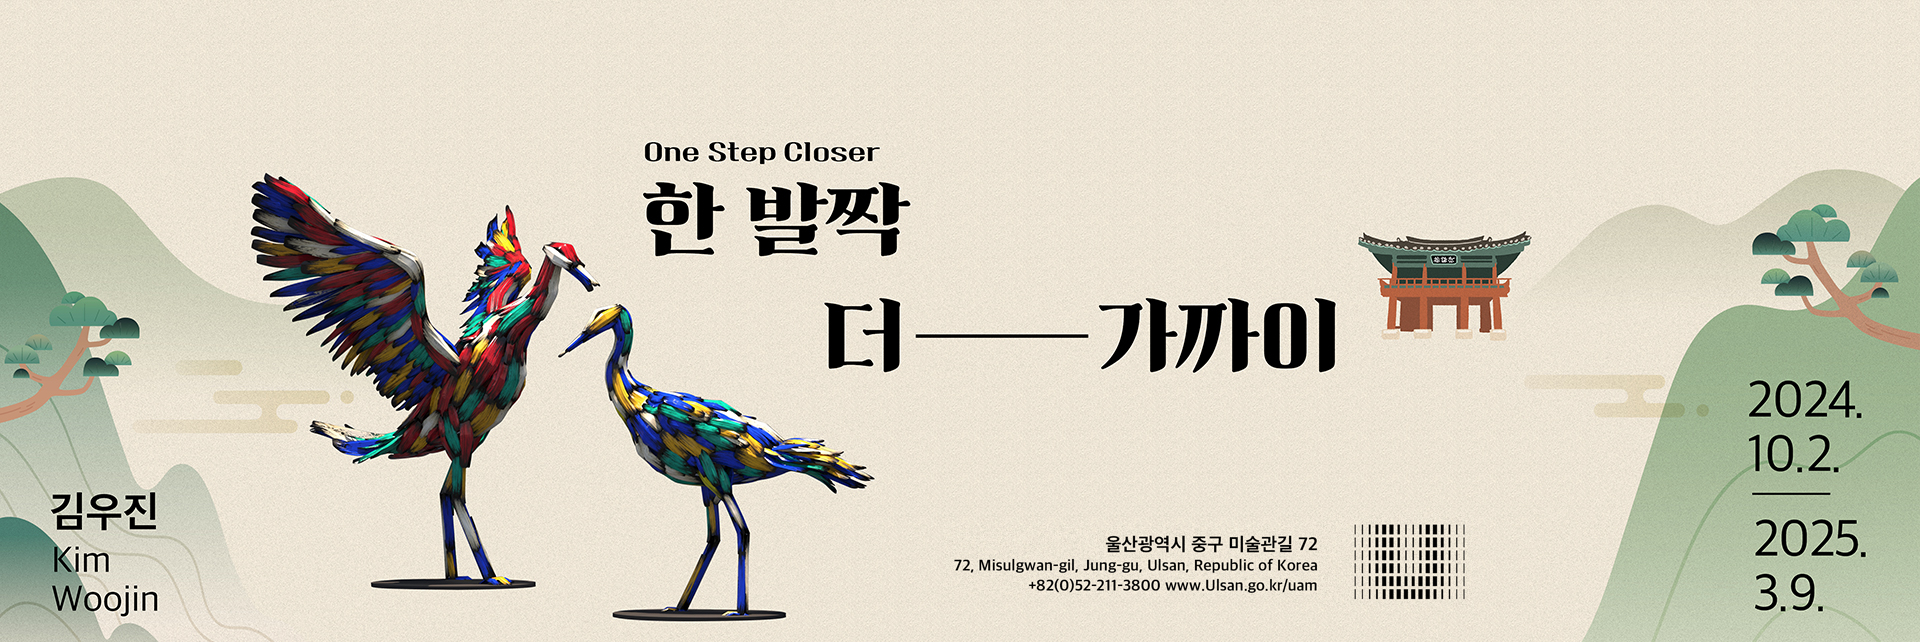 One Step Closer
한 발짝
더 — 가까이
김우진
Kim
Woojin
울산광역시 중구 미술관길 72
72, Misulgwan-gil, Jung-gu, Ulsan, Republic of Korea
+82(0)52-211-3800 www.Ulsan.go.kr/uam
2024.
10.2.
2025.
3.9.